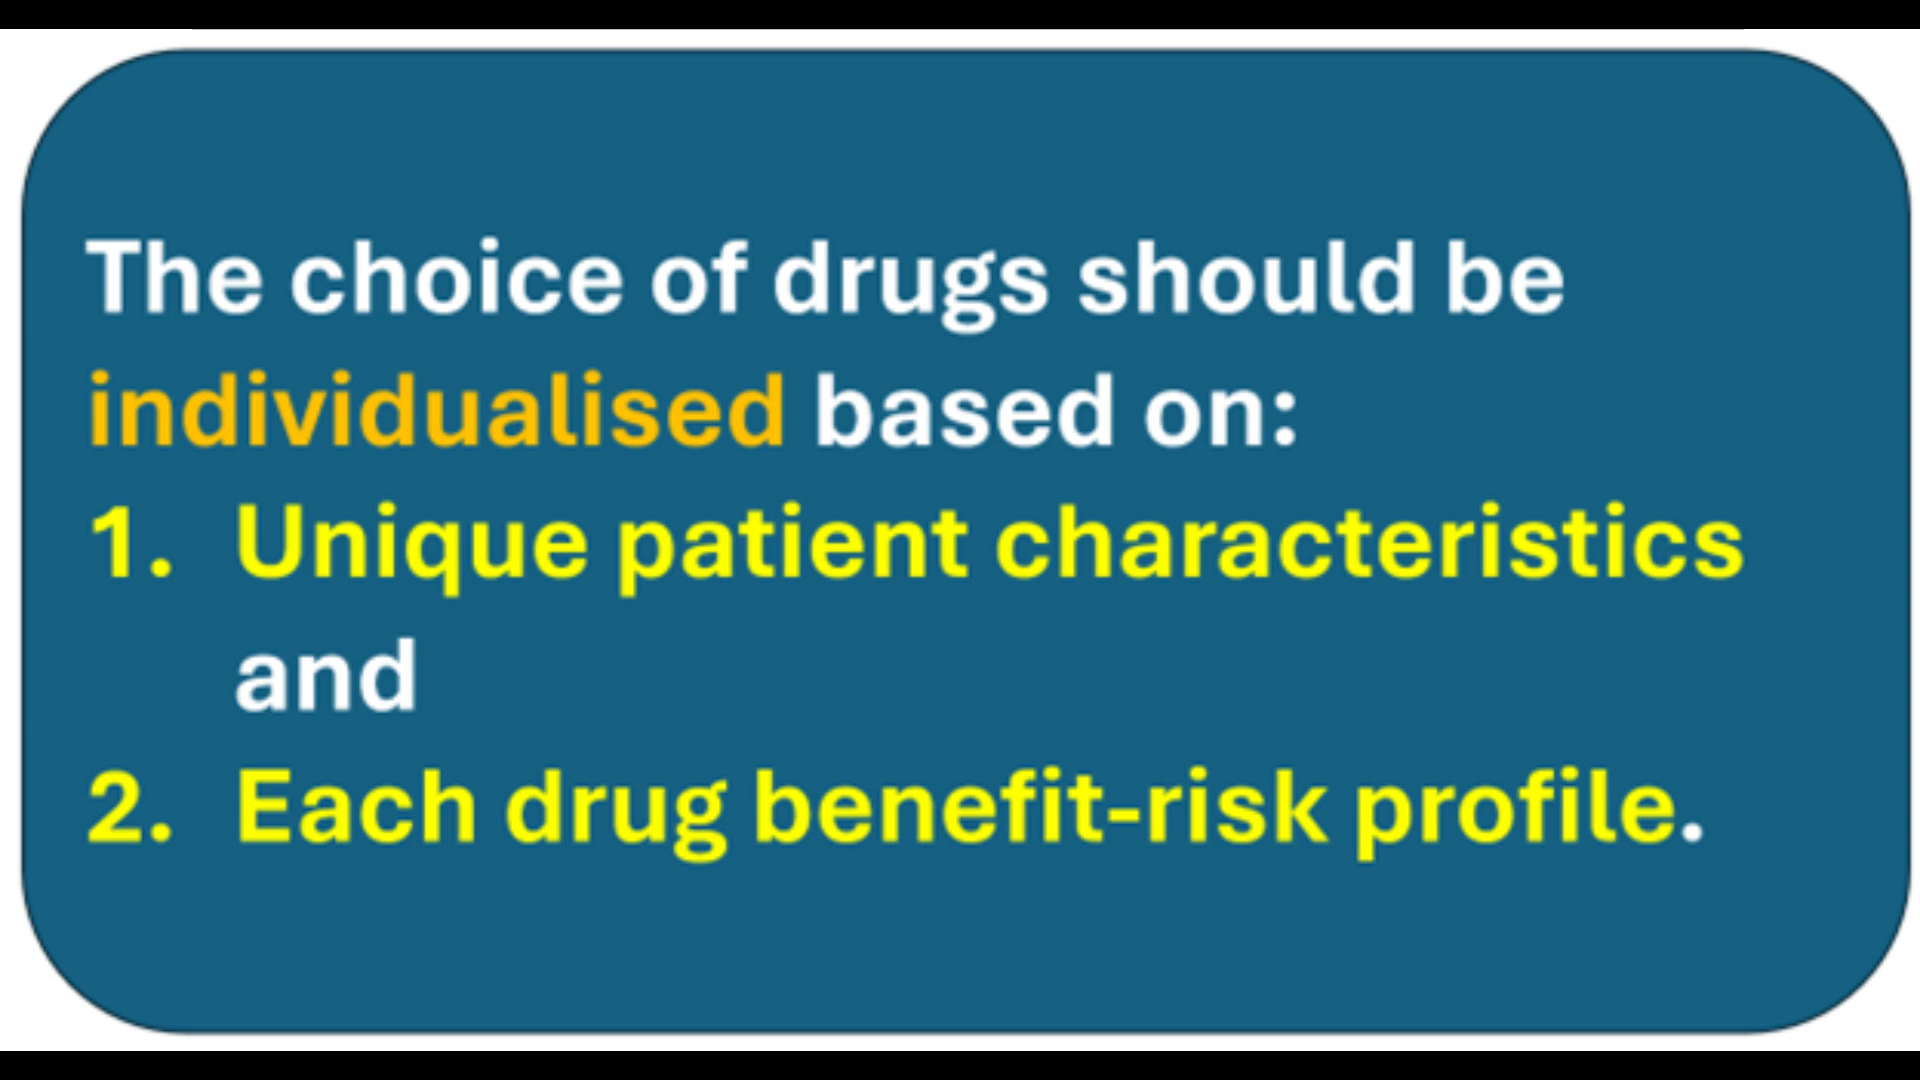 The choice of drugs should be
individualised based on:
1. Unique patient characteristics
and
2. Each drug benefit-risk profile.